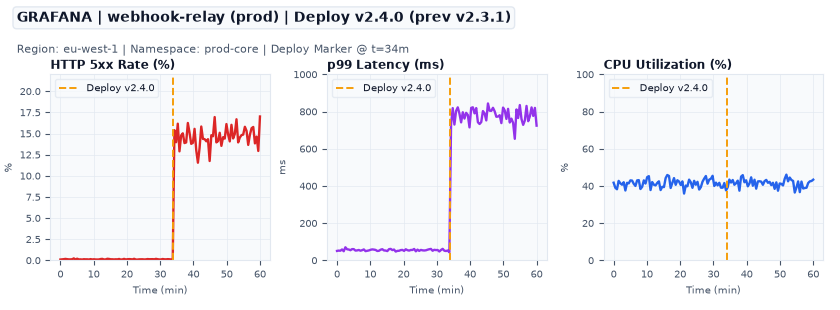 GRAFANA | webhook-relay (prod) | Deploy v2.4.0 (prev v2.3.1)
Region: eu-west-1 | Namespace: prod-core | Deploy Marker @ t=34m
HTTP 5xx Rate (%)
Deploy v2.4.0
20.0
17.5
15.0
12.5
10.0
7.5
5.0
2.5
0.0
%
0 10 20 30 40 50 60
Time (min)
p99 Latency (ms)
Deploy v2.4.0
1000
800
600
400
200
0
ms
0 10 20 30 40 50 60
Time (min)
CPU Utilization (%)
Deploy v2.4.0
100
80
60
40
20
0
%
0 10 20 30 40 50 60
Time (min)